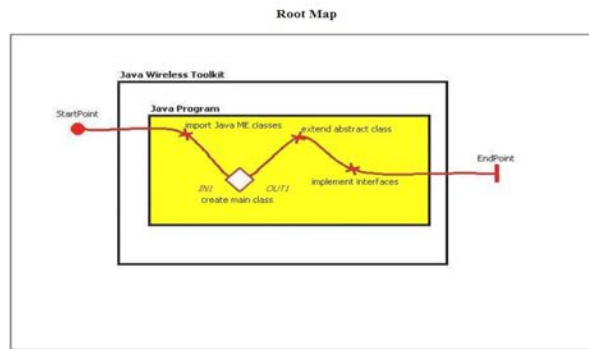 Root Map
Java Wireless Toolkit
Java Program
StartPoint
import Java ME classes
extend abstract class
EndPoint
implement interfaces
IN1
OUT1
create main class